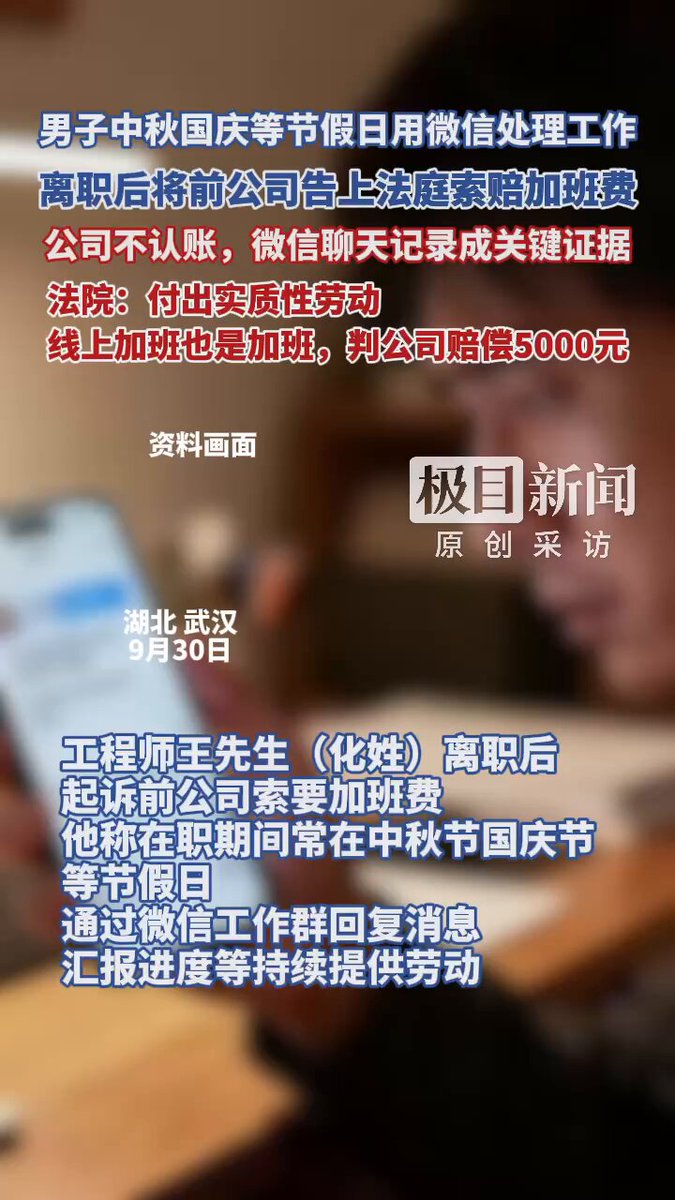 男子中秋国庆等节假日用微信处理工作
离职后将前公司告上法庭索赔加班费
公司不认账，微信聊天记录成关键证据
法院：付出实质性劳动
线上加班也是加班，判公司赔偿5000元
资料画面
极目新闻
原创采访
湖北 武汉
9月30日
工程师王先生（化姓）离职后
起诉前公司索要加班费
他称在职期间常在中秋节国庆节
等节假日
通过微信工作群回复消息
汇报进度等持续提供劳动